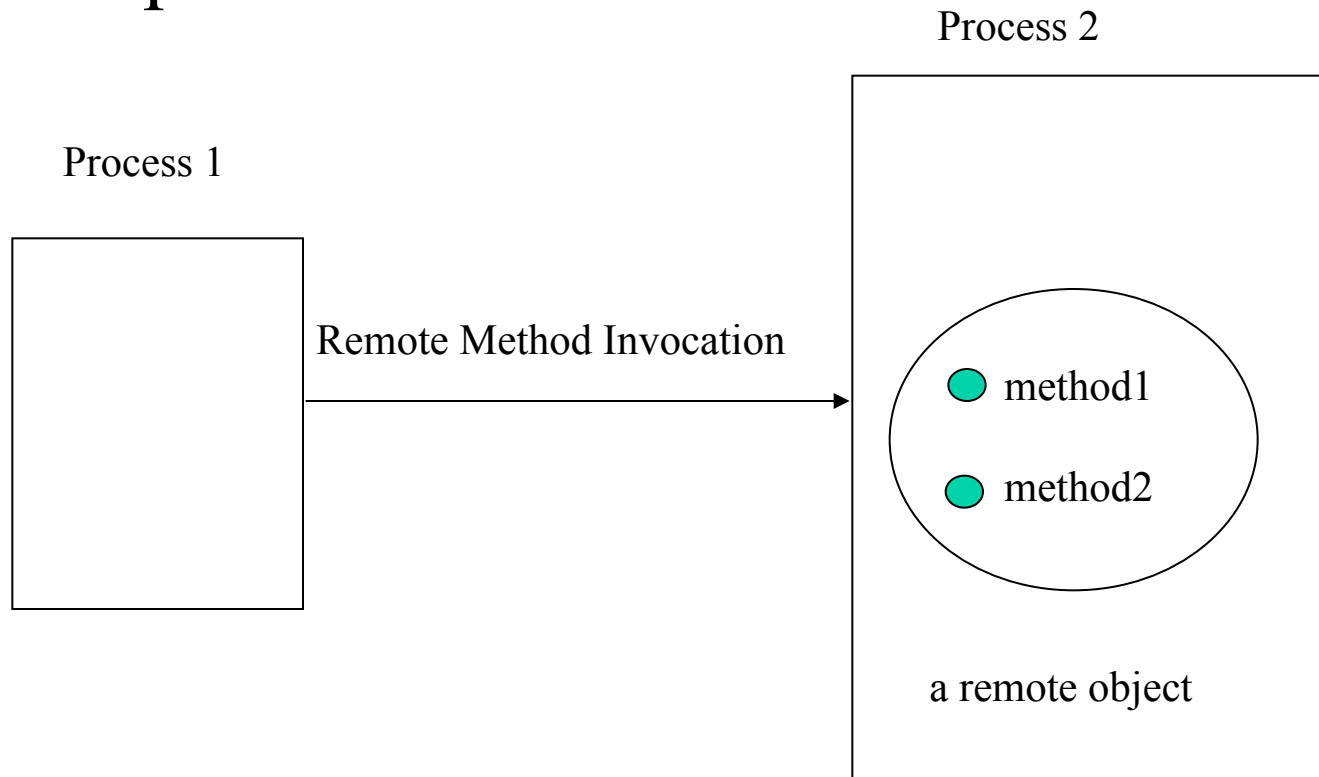 Process 2
Process 1
Remote Method Invocation
method1
method2
a remote object